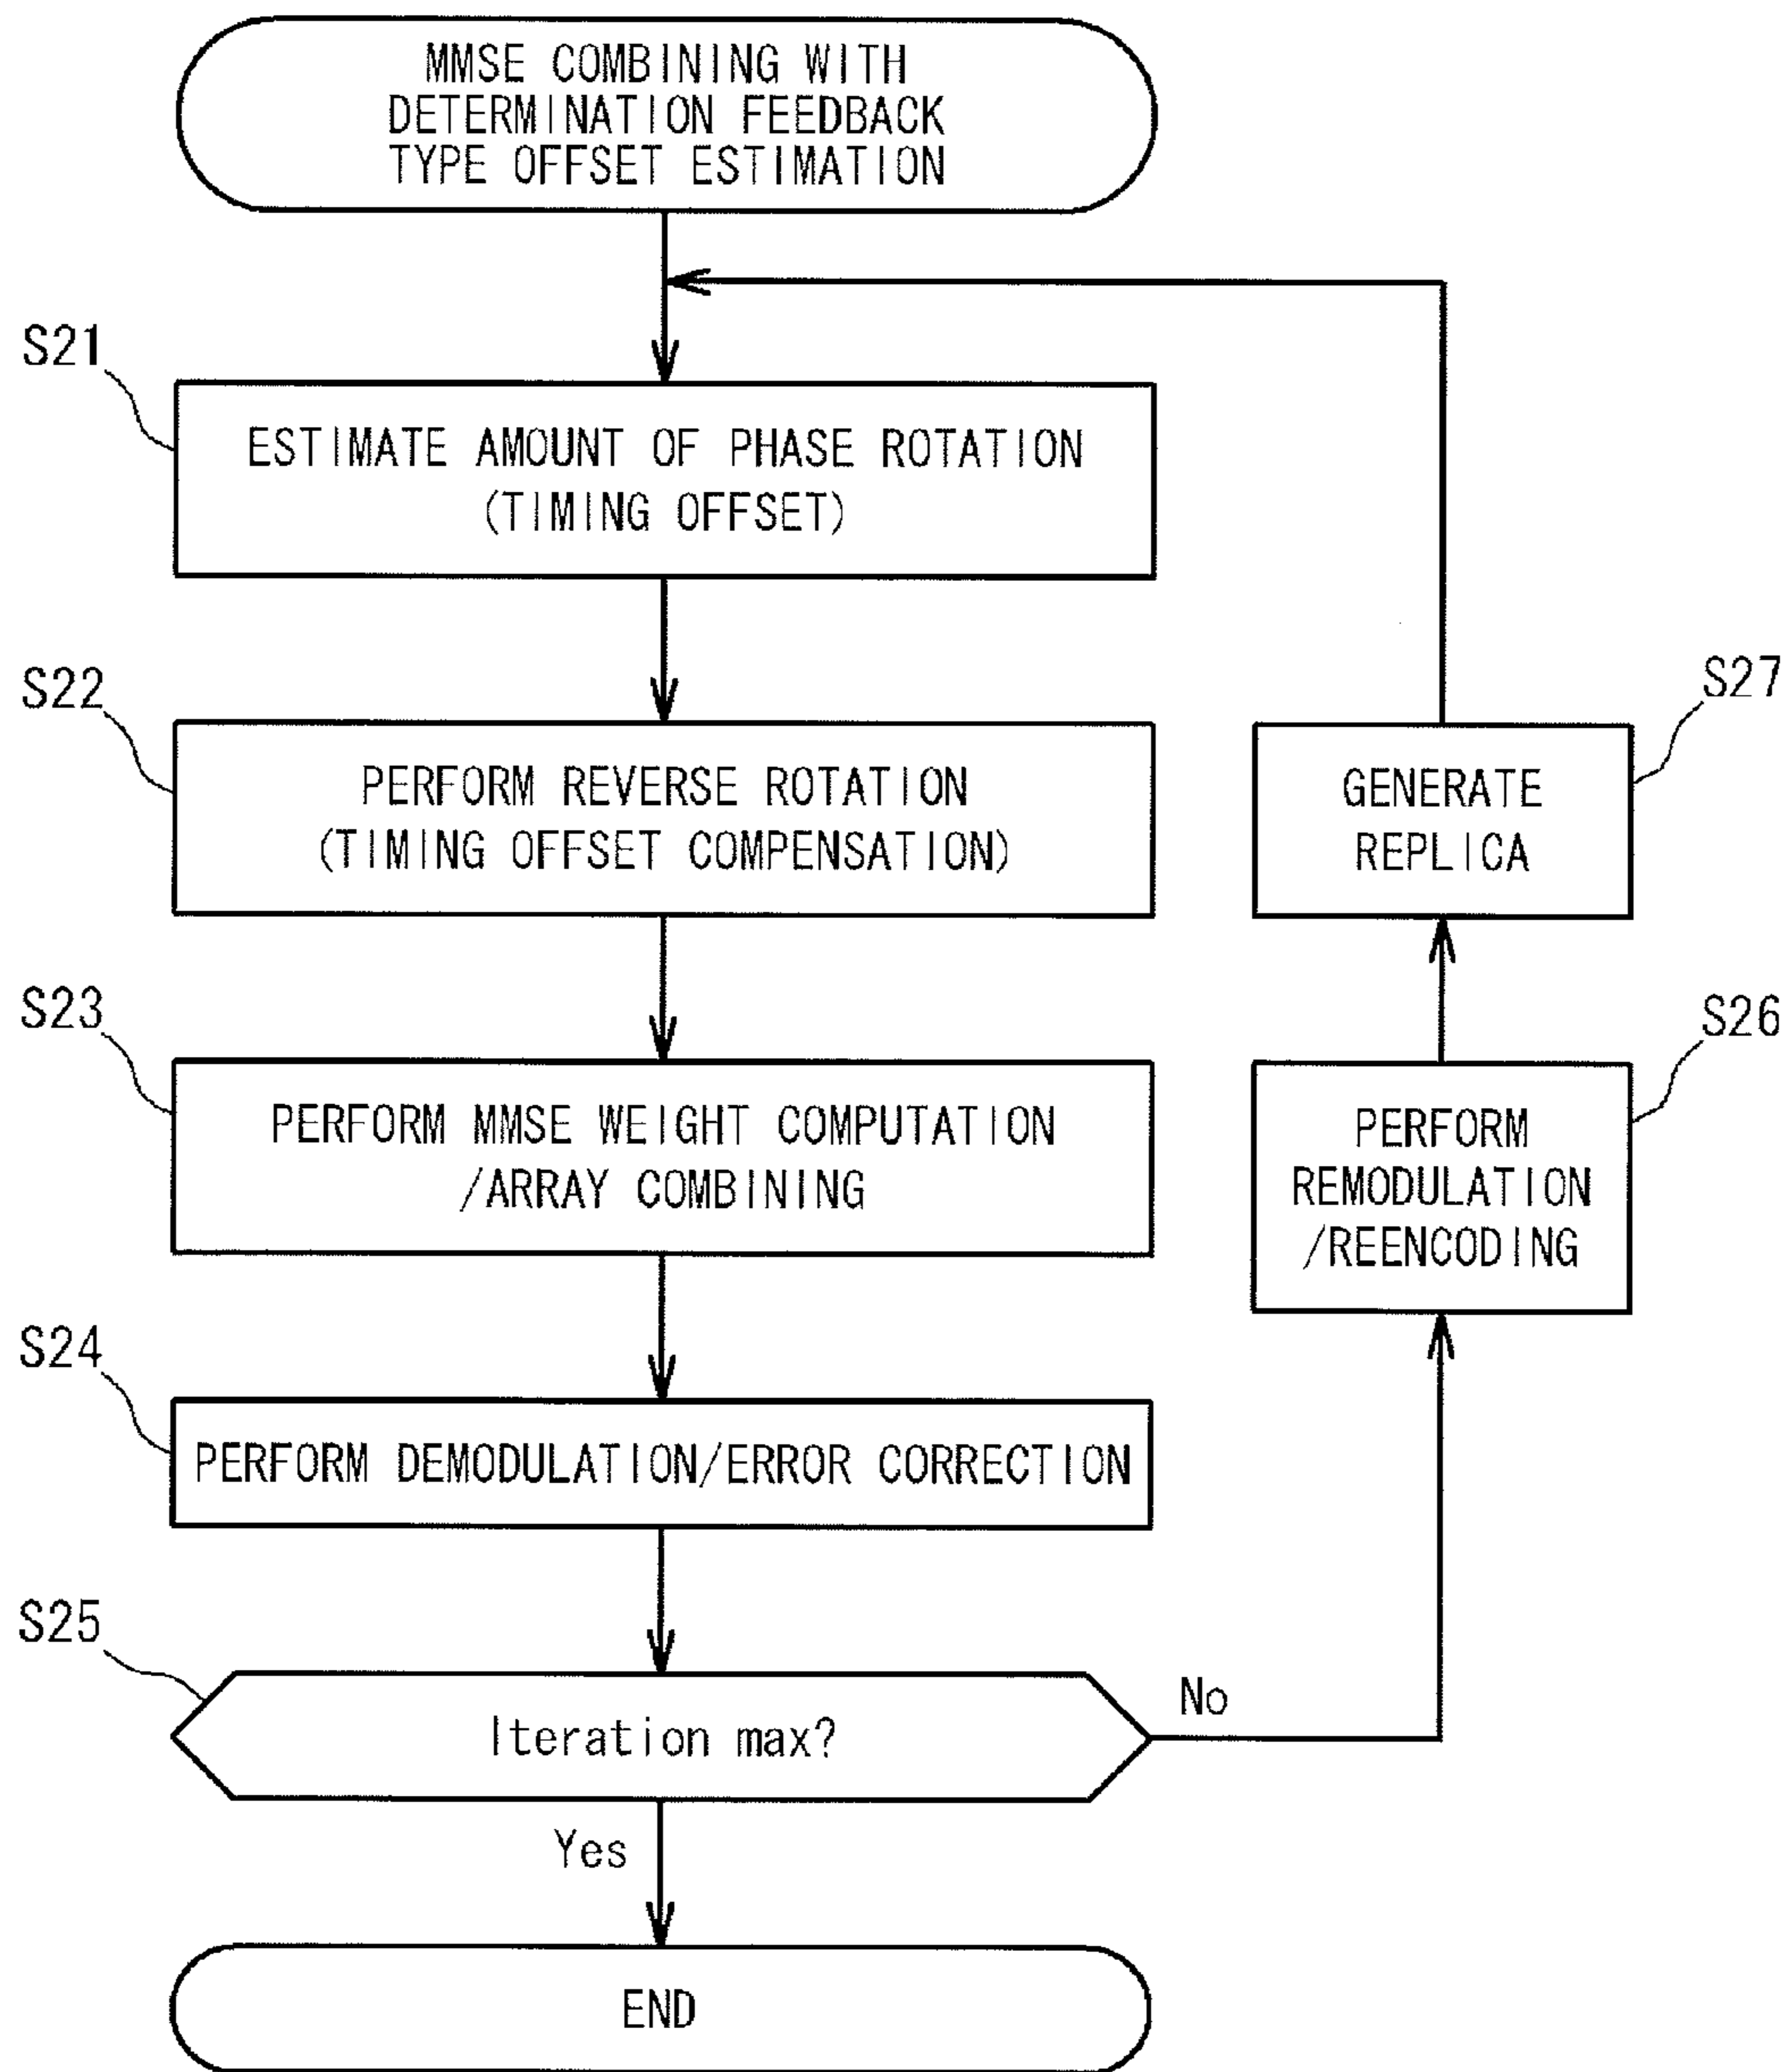 MMSE COMBINING WITH
DETERMINATION FEEDBACK
TYPE OFFSET ESTIMATION
S21
ESTIMATE AMOUNT OF PHASE ROTATION
(TIMING OFFSET)
S22
PERFORM REVERSE ROTATION
(TIMING OFFSET COMPENSATION)
S27
GENERATE
REPLICA
S23
PERFORM MMSE WEIGHT COMPUTATION
/ARRAY COMBINING
S26
PERFORM
REMODULATION
/REENCODING
S24
PERFORM DEMODULATION/ERROR CORRECTION
S25
Iteration max?
No
Yes
END